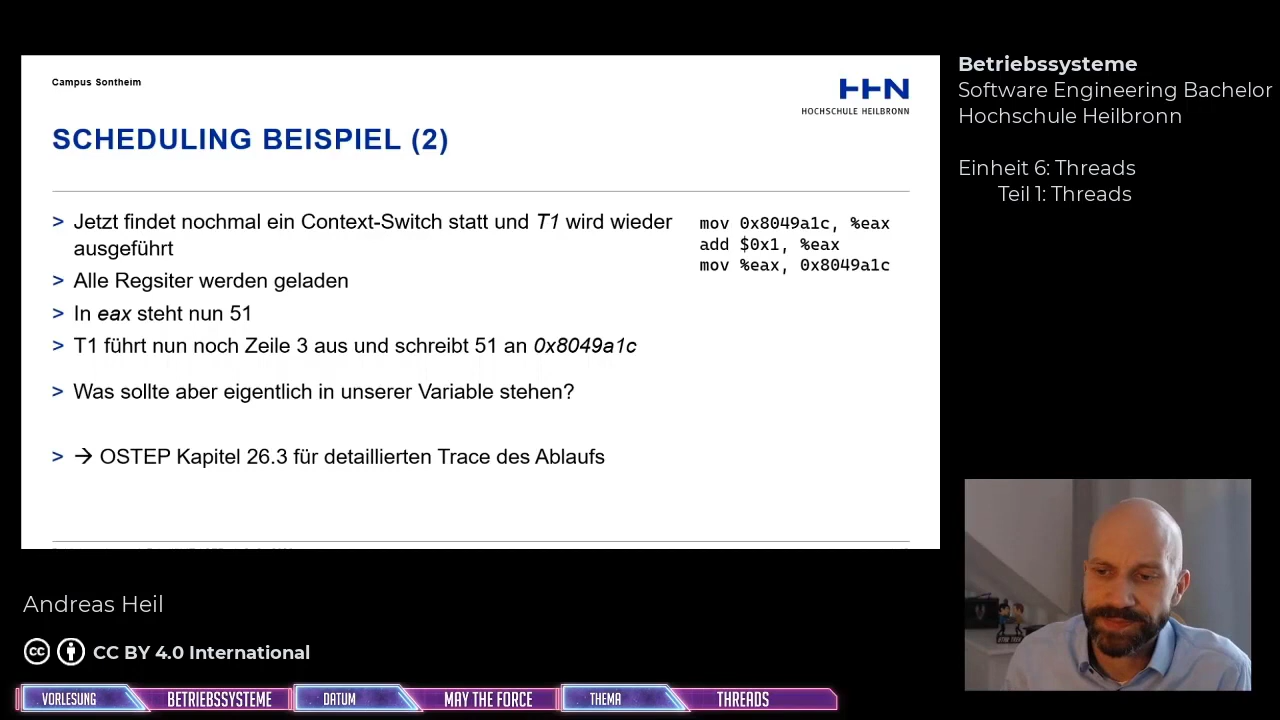 Campus Sontheim
HHN
HOCHSCHULE HEILBRONN
SCHEDULING BEISPIEL (2)
> Jetzt findet nochmal ein Context-Switch statt und T1 wird wieder
ausgeführt
> Alle Regsiter werden geladen
> In eax steht nun 51
> T1 führt nun noch Zeile 3 aus und schreibt 51 an 0x8049a1c
> Was sollte aber eigentlich in unserer Variable stehen?
> → OSTEP Kapitel 26.3 für detaillierten Trace des Ablaufs
mov 0x8049a1c, %eax
add $0x1, %eax
mov %eax, 0x8049a1c
Betriebssysteme
Software Engineering Bachelor
Hochschule Heilbronn
Einheit 6: Threads
Teil 1: Threads
Andreas Heil
cc CC BY 4.0 International
VORLESUNG BETRIEBSSYSTEME DATUM MAY THE FORCE THEMA THREADS